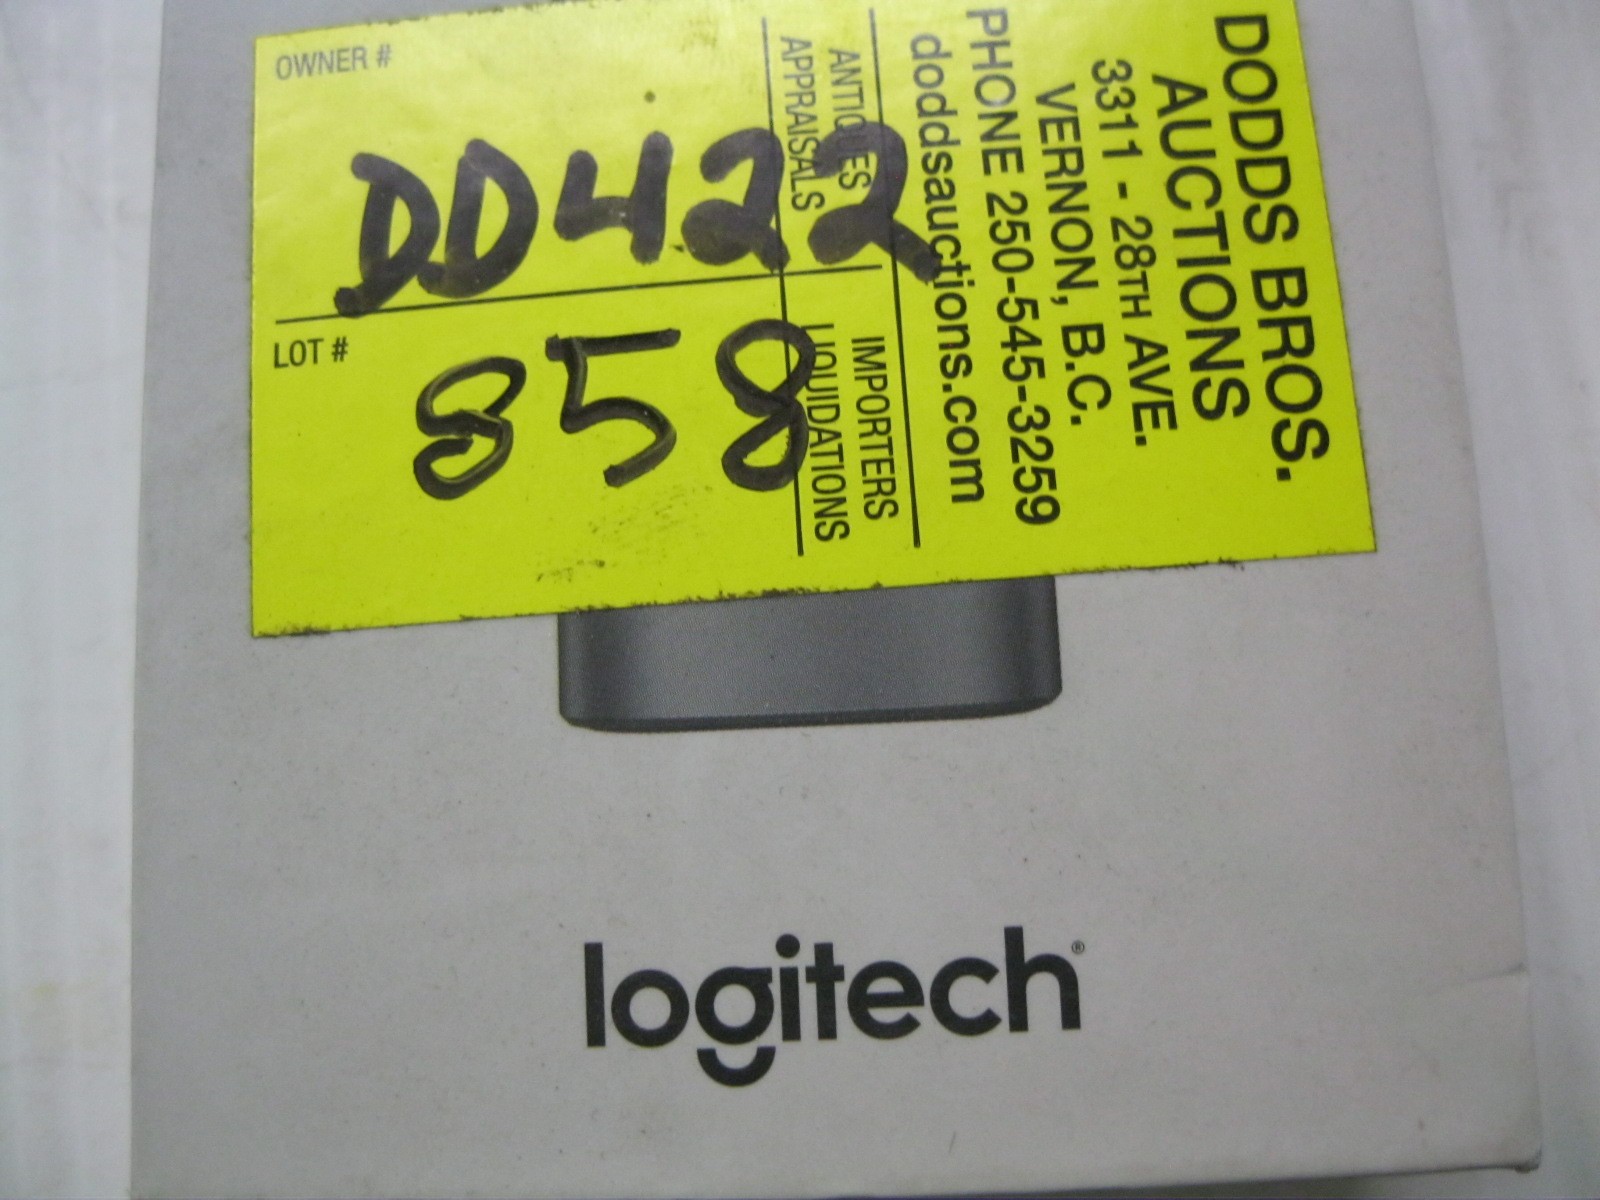 OWNER #
DD422
LOT #
858
ANTIQUES
APPRAISALS
IMPORTERS
LIQUIDATIONS
DODDS BROS.
AUCTIONS
3311 - 28TH AVE.
VERNON, B.C.
PHONE 250-545-3259
doddsauctions.com
logitech®